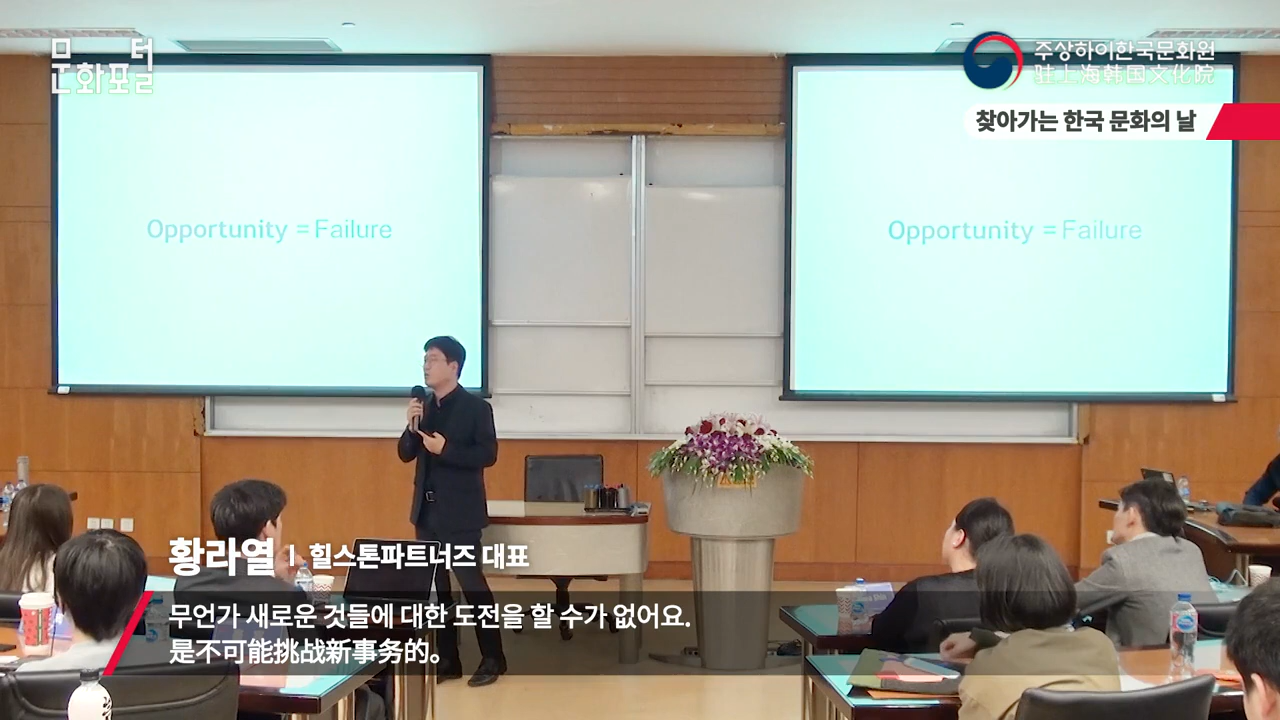 문화포털
주상하이한국문화원
驻上海韩国文化院
찾아가는 한국 문화의 날
Opportunity = Failure
Opportunity = Failure
황라열 | 힐스톤파트너즈 대표
무언가 새로운 것들에 대한 도전을 할 수가 없어요.
是不可能挑战新事务的。